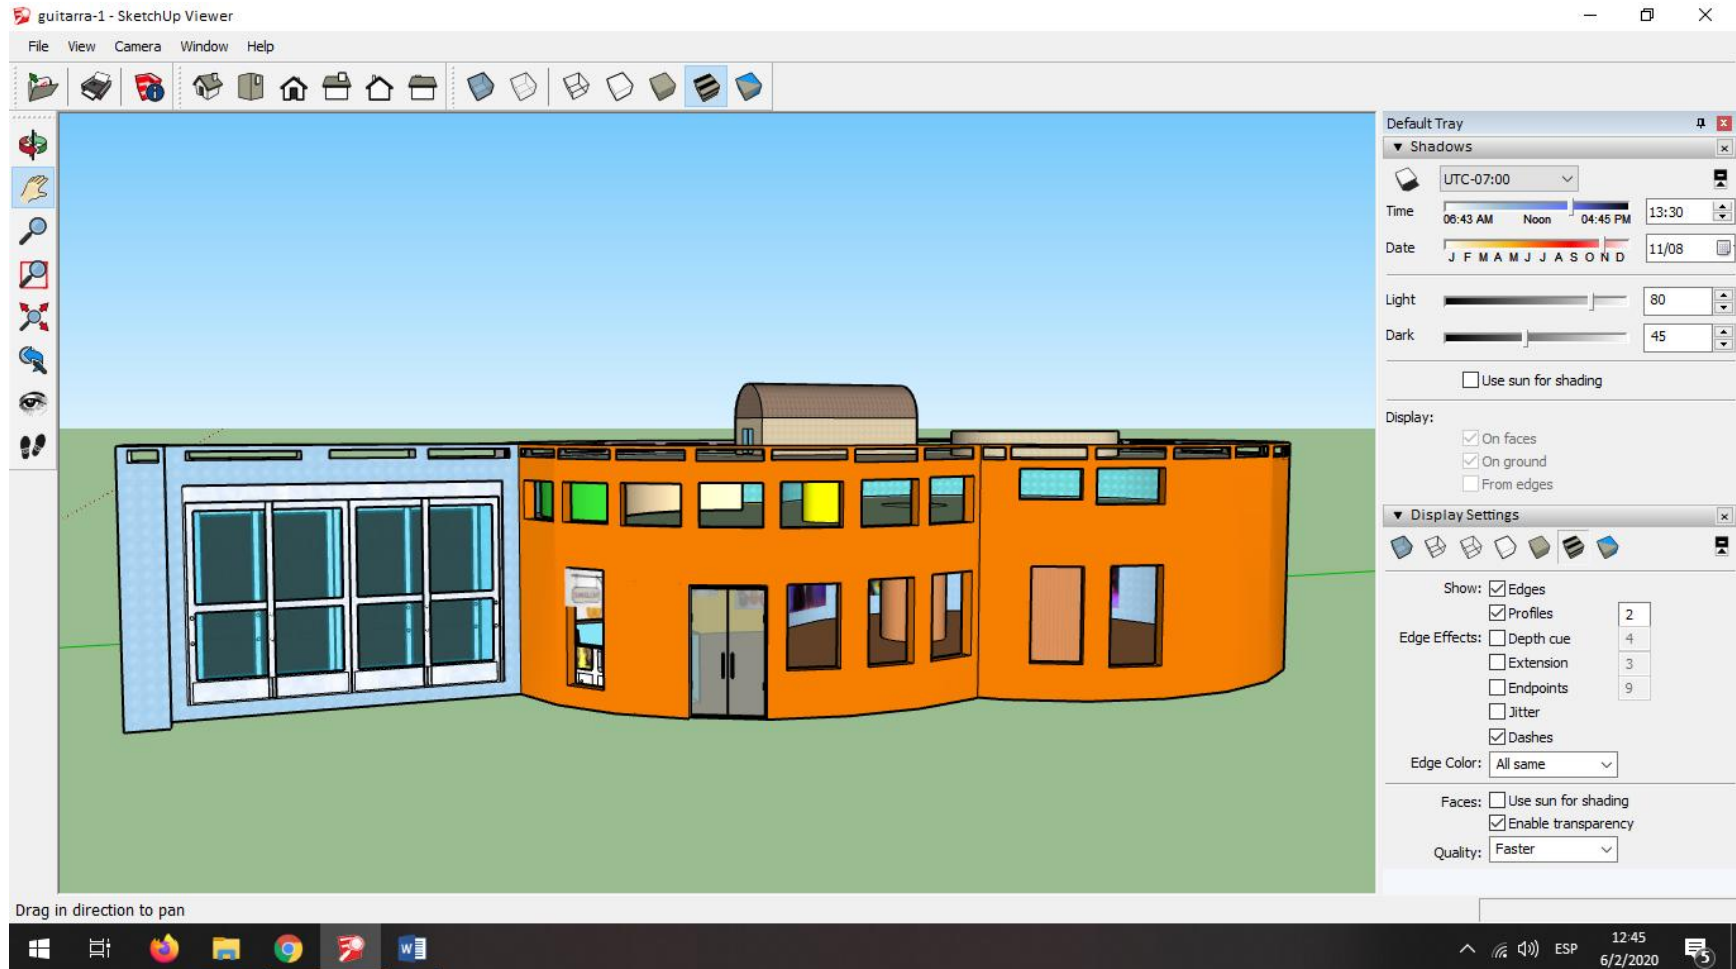 guitarra-1 - SketchUp Viewer
File View Camera Window Help
Default Tray
Shadows
UTC-07:00
Time 06:43 AM Noon 04:45 PM 13:30
Date J F M A M J J A S O N D 11/08
Light 80
Dark 45
Use sun for shading
Display:
On faces
On ground
From edges
Display Settings
Show: Edges
Profiles 2
Edge Effects: Depth cue 4
Extension 3
Endpoints 9
Jitter
Dashes
Edge Color: All same
Faces: Use sun for shading
Enable transparency
Quality: Faster
Drag in direction to pan
W ESP 12:45
6/2/2020 5